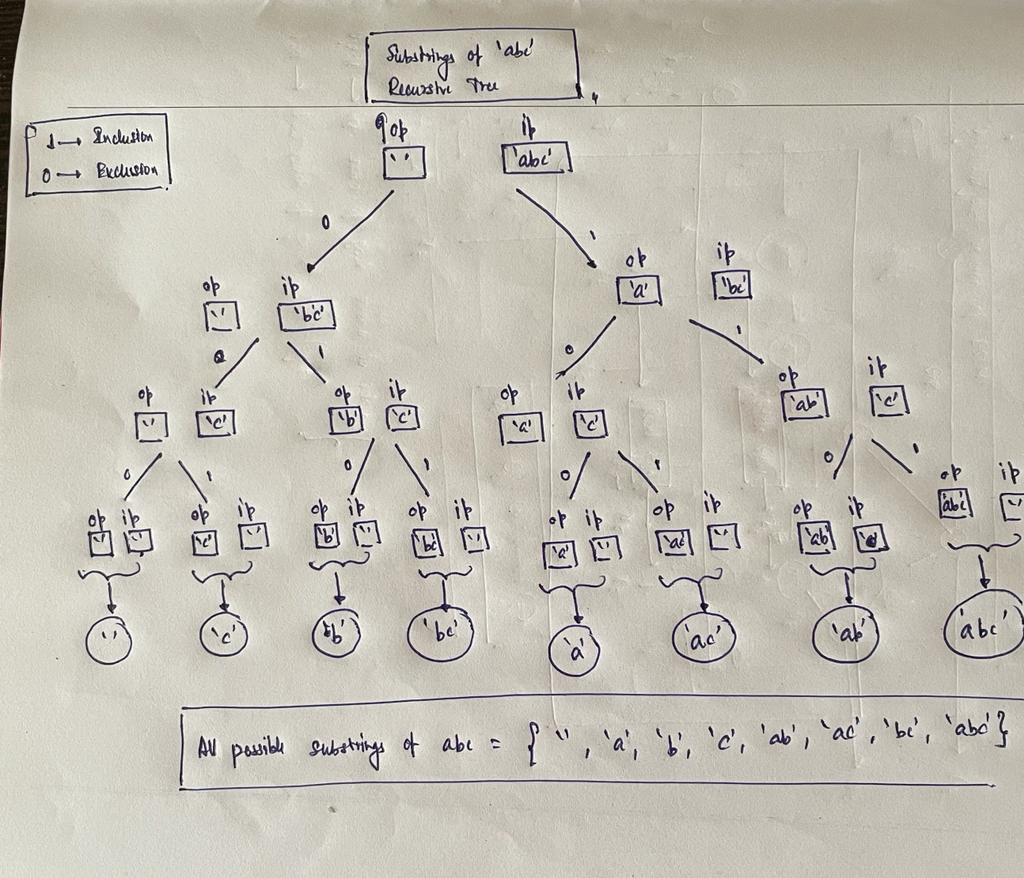 Substrings of 'abc'
Recursive Tree
1 → Inclusion
0 → Exclusion
op ip
'' 'abc'
0 1
op ip op ip
'' 'bc' 'a' 'bc'
0 1 0 1
op ip op ip op ip op ip
'' 'c' 'b' 'c' 'a' 'c' 'ab' 'c'
0 1 0 1 0 1 0 1
op ip op ip op ip op ip op ip op ip op ip op ip
'' '' 'c' '' 'b' '' 'bc' '' 'a' '' 'ac' '' 'ab' 'abc' ''
'' 'c' 'b' 'bc' 'a' 'ac' 'ab' 'abc'
All possible substrings of abc = { '', 'a', 'b', 'c', 'ab', 'ac', 'bc', 'abc' }